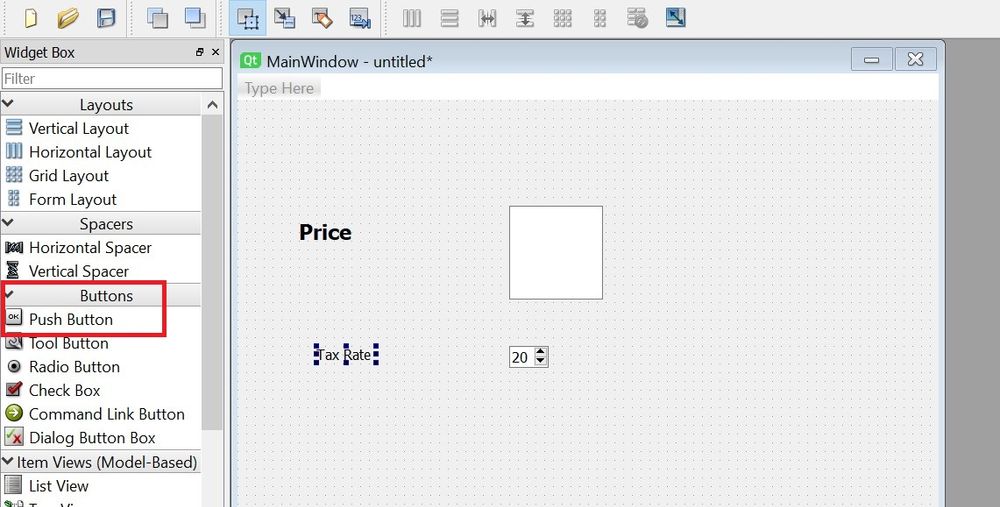 Widget Box
Filter
Layouts
Vertical Layout
Horizontal Layout
Grid Layout
Form Layout
Spacers
Horizontal Spacer
Vertical Spacer
Buttons
OK Push Button
Tool Button
Radio Button
Check Box
Command Link Button
Dialog Button Box
Item Views (Model-Based)
List View
123
Qt MainWindow - untitled*
Type Here
Price
Tax Rate
20